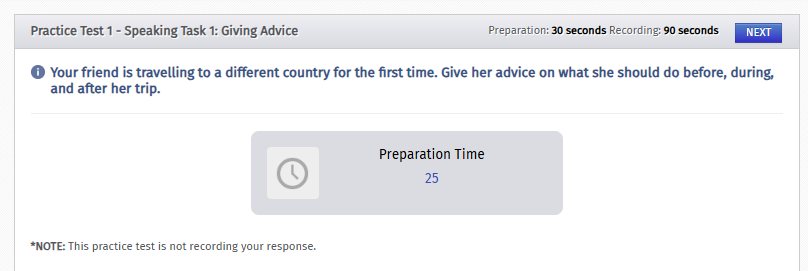 Practice Test 1 - Speaking Task 1: Giving Advice
Preparation: 30 seconds Recording: 90 seconds
NEXT
Your friend is travelling to a different country for the first time. Give her advice on what she should do before, during,
and after her trip.
Preparation Time
25
*NOTE: This practice test is not recording your response.